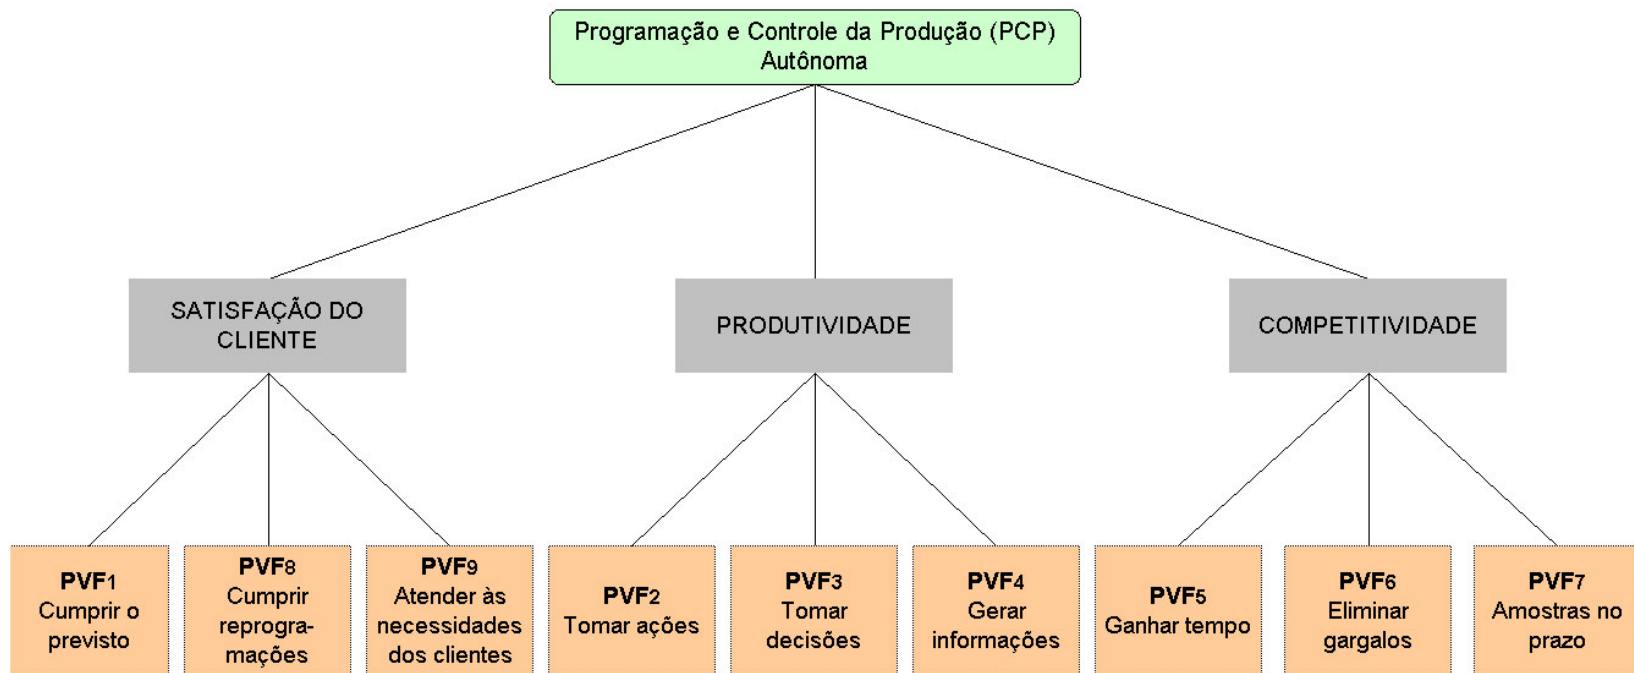 Programação e Controle da Produção (PCP)
Autônoma
SATISFAÇÃO DO
CLIENTE
PRODUTIVIDADE
COMPETITIVIDADE
PVF1
Cumprir o
previsto
PVF8
Cumprir
reprogra-
mações
PVF9
Atender às
necessidades
dos clientes
PVF2
Tomar ações
PVF3
Tomar
decisões
PVF4
Gerar
informações
PVF5
Ganhar tempo
PVF6
Eliminar
gargalos
PVF7
Amostras no
prazo